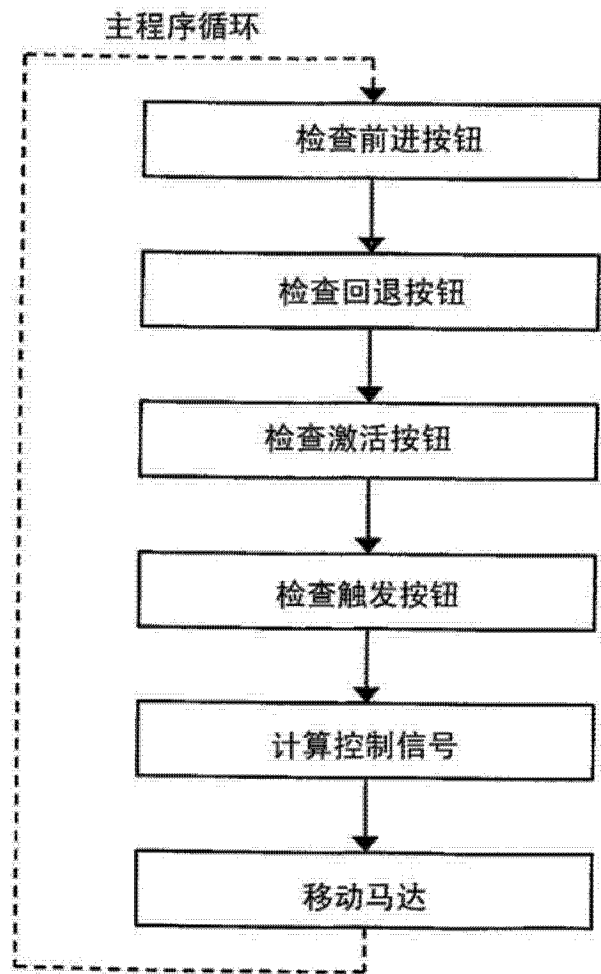 主程序循环
检查前进按钮
检查回退按钮
检查激活按钮
检查触发按钮
计算控制信号
移动马达